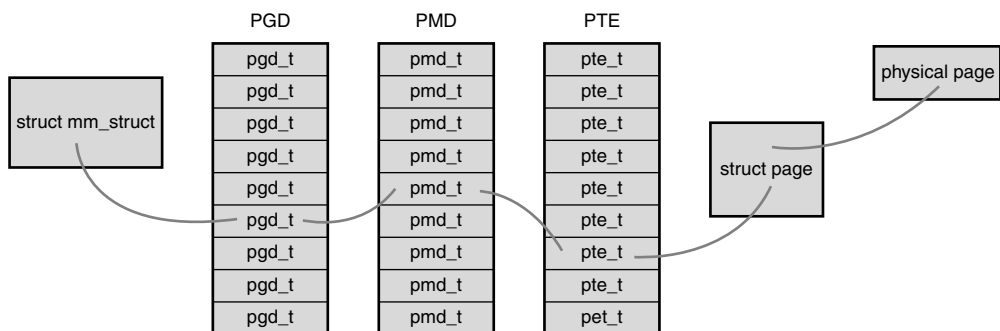 PGD PMD PTE
pgd_t pmd_t pte_t
pgd_t pmd_t pte_t
pgd_t pmd_t pte_t
pgd_t pmd_t pte_t
pgd_t pmd_t pte_t
pgd_t pmd_t pte_t
pgd_t pmd_t pte_t
pgd_t pmd_t pte_t
pgd_t pmd_t pet_t
struct mm_struct
struct page
physical page